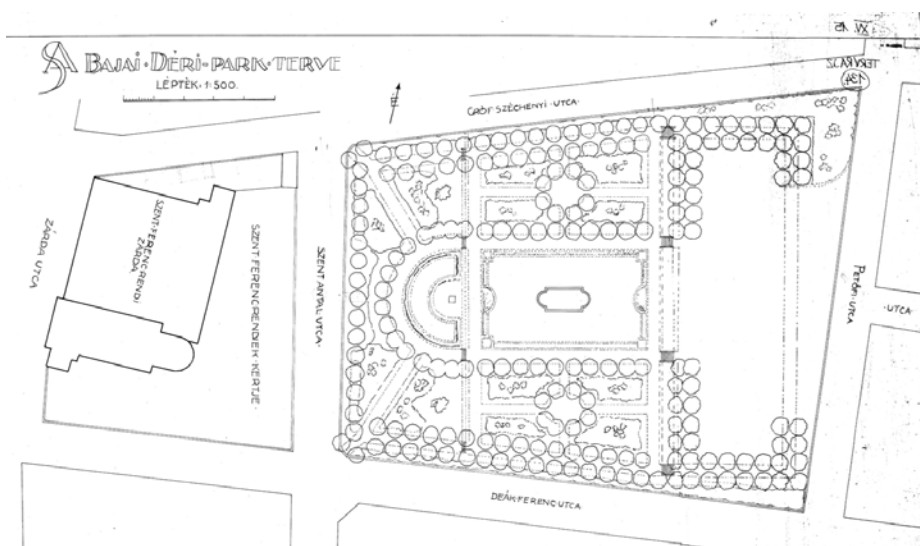 BAJAI·DÉRI·PARK·TERVE
LÉPTÉK·1:500.
GRÓF·SZÉCHENYI·UTCA·
134
ZÁRDA UTCA
SZENT·FERENCRENDI
ZÁRDA
SZENT FERENCRENDIEK·KERTJE·
SZENT ANTAL UTCA·
PETŐFI·UTCA
·UTCA·
DEÁK·FERENC·UTCA